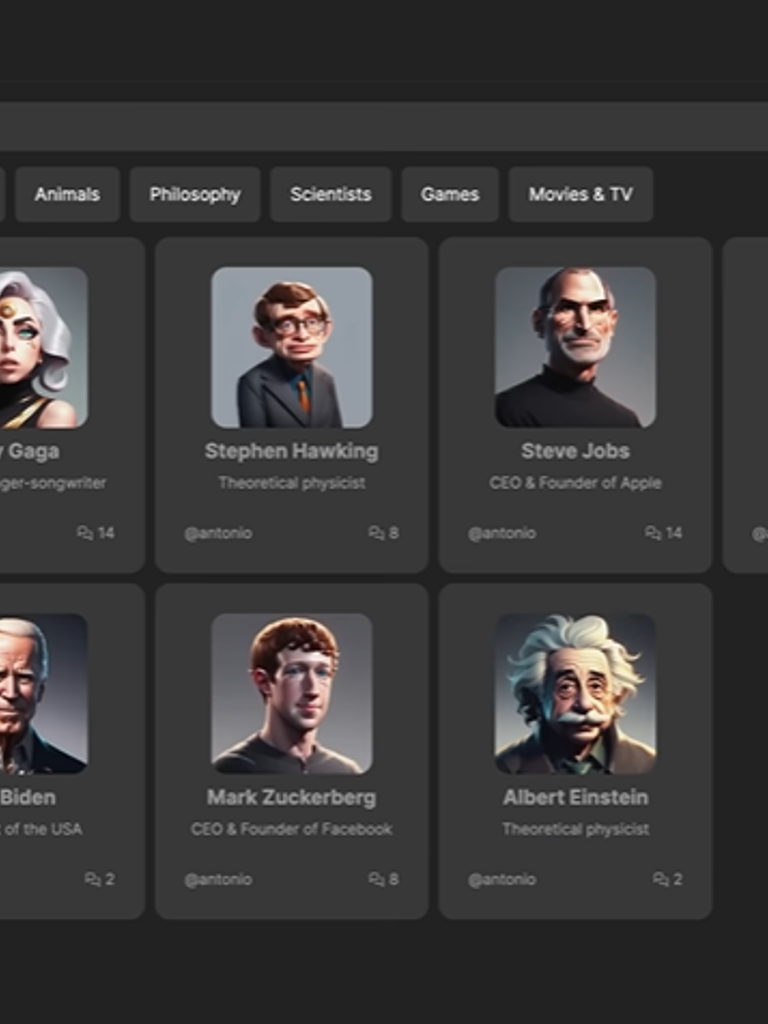 Animals
Philosophy
Scientists
Games
Movies & TV
Gaga
ger-songwriter
14
Stephen Hawking
Theoretical physicist
@antonio
8
Steve Jobs
CEO & Founder of Apple
@antonio
14
Biden
of the USA
2
Mark Zuckerberg
CEO & Founder of Facebook
@antonio
8
Albert Einstein
Theoretical physicist
@antonio
2